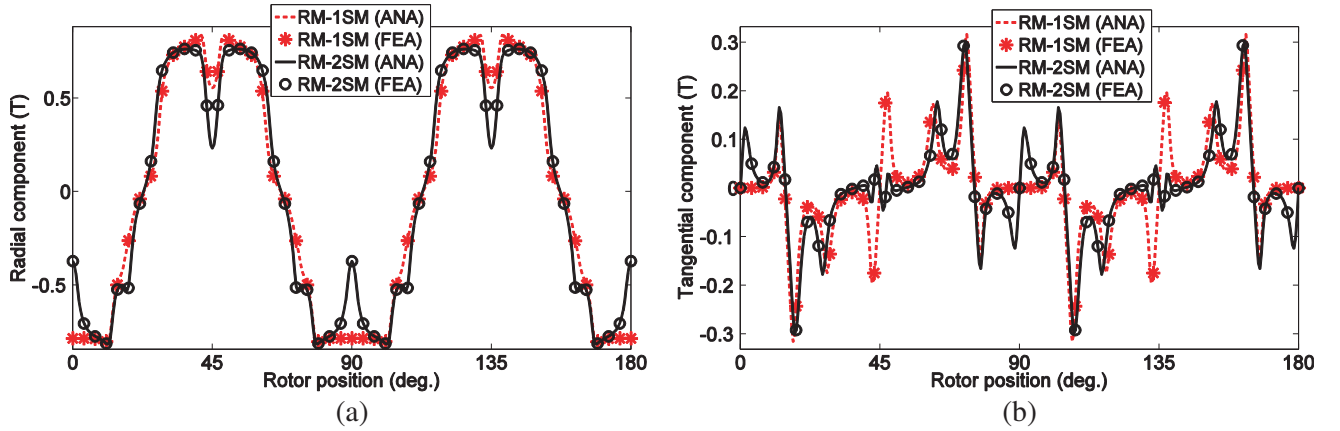 RM-1SM (ANA)
RM-1SM (FEA)
RM-2SM (ANA)
RM-2SM (FEA)
0.5
0
-0.5
Radial component (T)
0
45
90
135
180
Rotor position (deg.)
(a)
RM-1SM (ANA)
RM-1SM (FEA)
RM-2SM (ANA)
RM-2SM (FEA)
0.3
0.2
0.1
0
-0.1
-0.2
-0.3
Tangential component (T)
0
45
90
135
180
Rotor position (deg.)
(b)